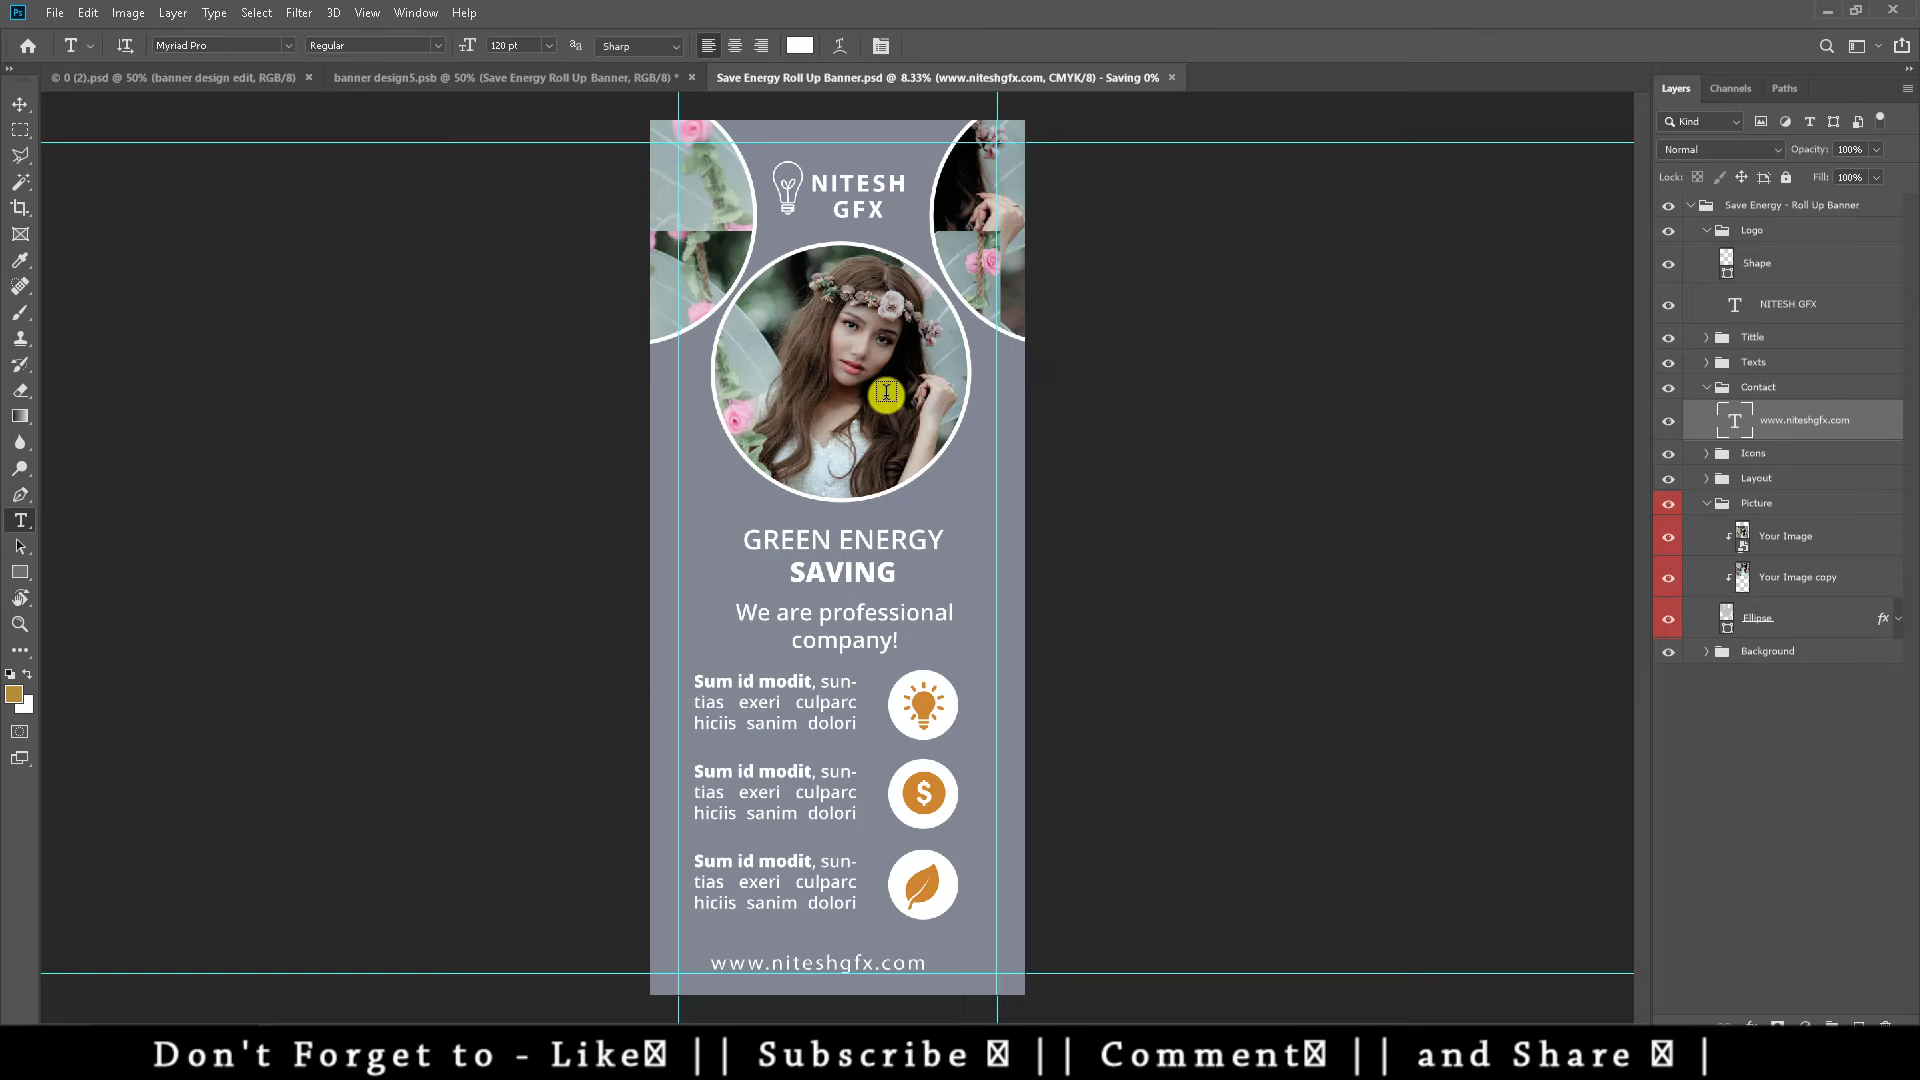 Ps File Edit Image Layer Type Select Filter 3D View Window Help
Myriad Pro Regular 120 pt Sharp
© 0 (2).psd @ 50% (banner design edit, RGB/8) × banner design5.psb @ 50% (Save Energy Roll Up Banner, RGB/8) * × Save Energy Roll Up Banner.psd @ 8.33% (www.niteshgfx.com, CMYK/8) - Saving 0% ×
Layers Channels Paths
Kind
Normal Opacity: 100%
Lock: Fill: 100%
Save Energy - Roll Up Banner
Logo
Shape
NITESH GFX
Tittle
Texts
Contact
www.niteshgfx.com
Icons
Layout
Picture
Your Image
Your Image copy
Ellipse fx
Background
NITESH
GFX
GREEN ENERGY
SAVING
We are professional
company!
Sum id modit, sun-
tias exeri culparc
hiciis sanim dolori
Sum id modit, sun-
tias exeri culparc
hiciis sanim dolori
$
Sum id modit, sun-
tias exeri culparc
hiciis sanim dolori
www.niteshgfx.com
Don't Forget to - Like || Subscribe || Comment || and Share |